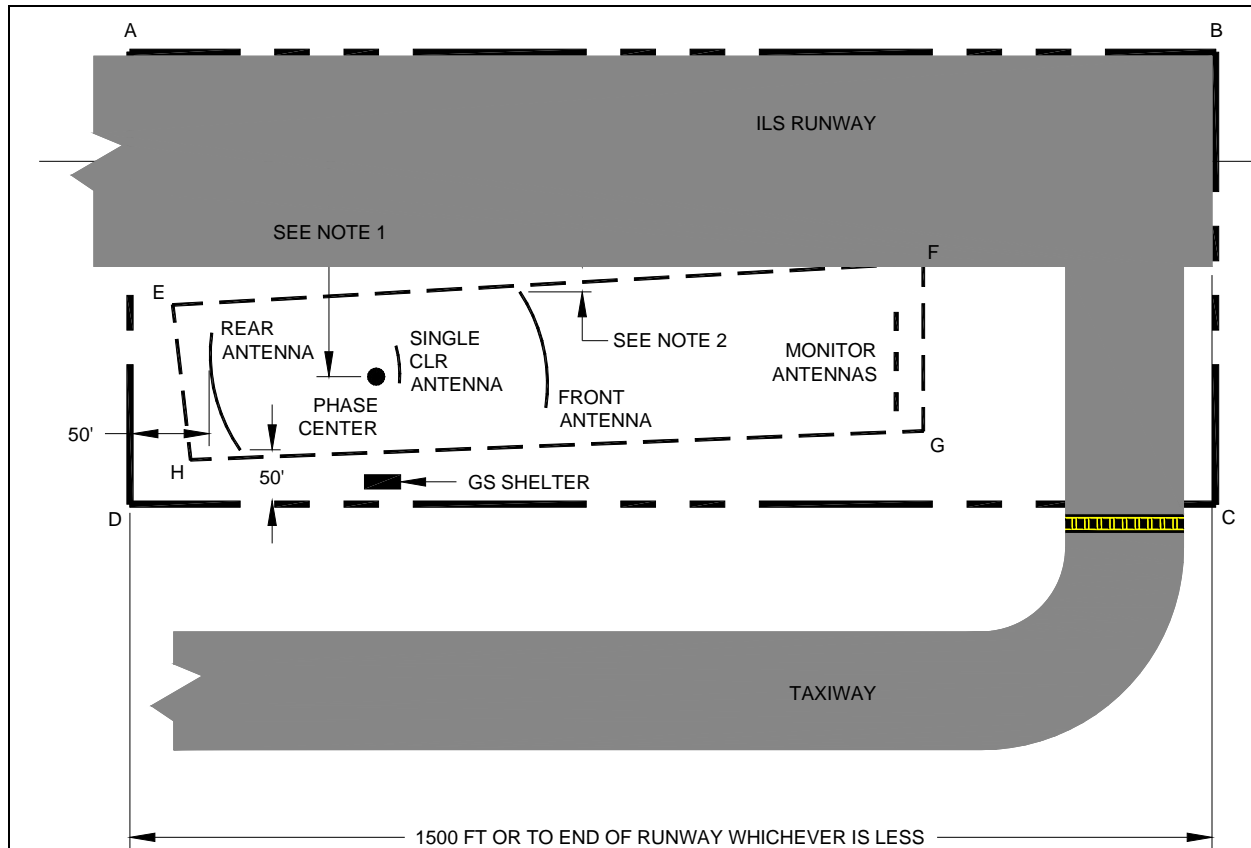 A
B
ILS RUNWAY
SEE NOTE 1
F
E
REAR
ANTENNA
SINGLE
CLR
ANTENNA
SEE NOTE 2
MONITOR
ANTENNAS
PHASE
CENTER
FRONT
ANTENNA
50'
H
50'
G
GS SHELTER
D
C
TAXIWAY
1500 FT OR TO END OF RUNWAY WHICHEVER IS LESS